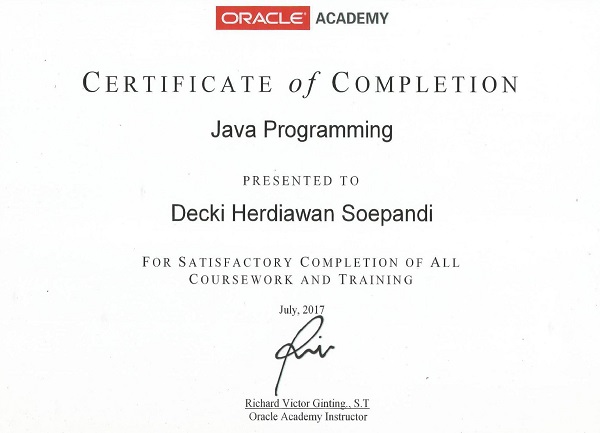 ORACLE ACADEMY
CERTIFICATE of COMPLETION
Java Programming
PRESENTED TO
Decki Herdiawan Soepandi
FOR SATISFACTORY COMPLETION OF ALL
COURSEWORK AND TRAINING
July, 2017
Richard Victor Ginting., S.T
Oracle Academy Instructor